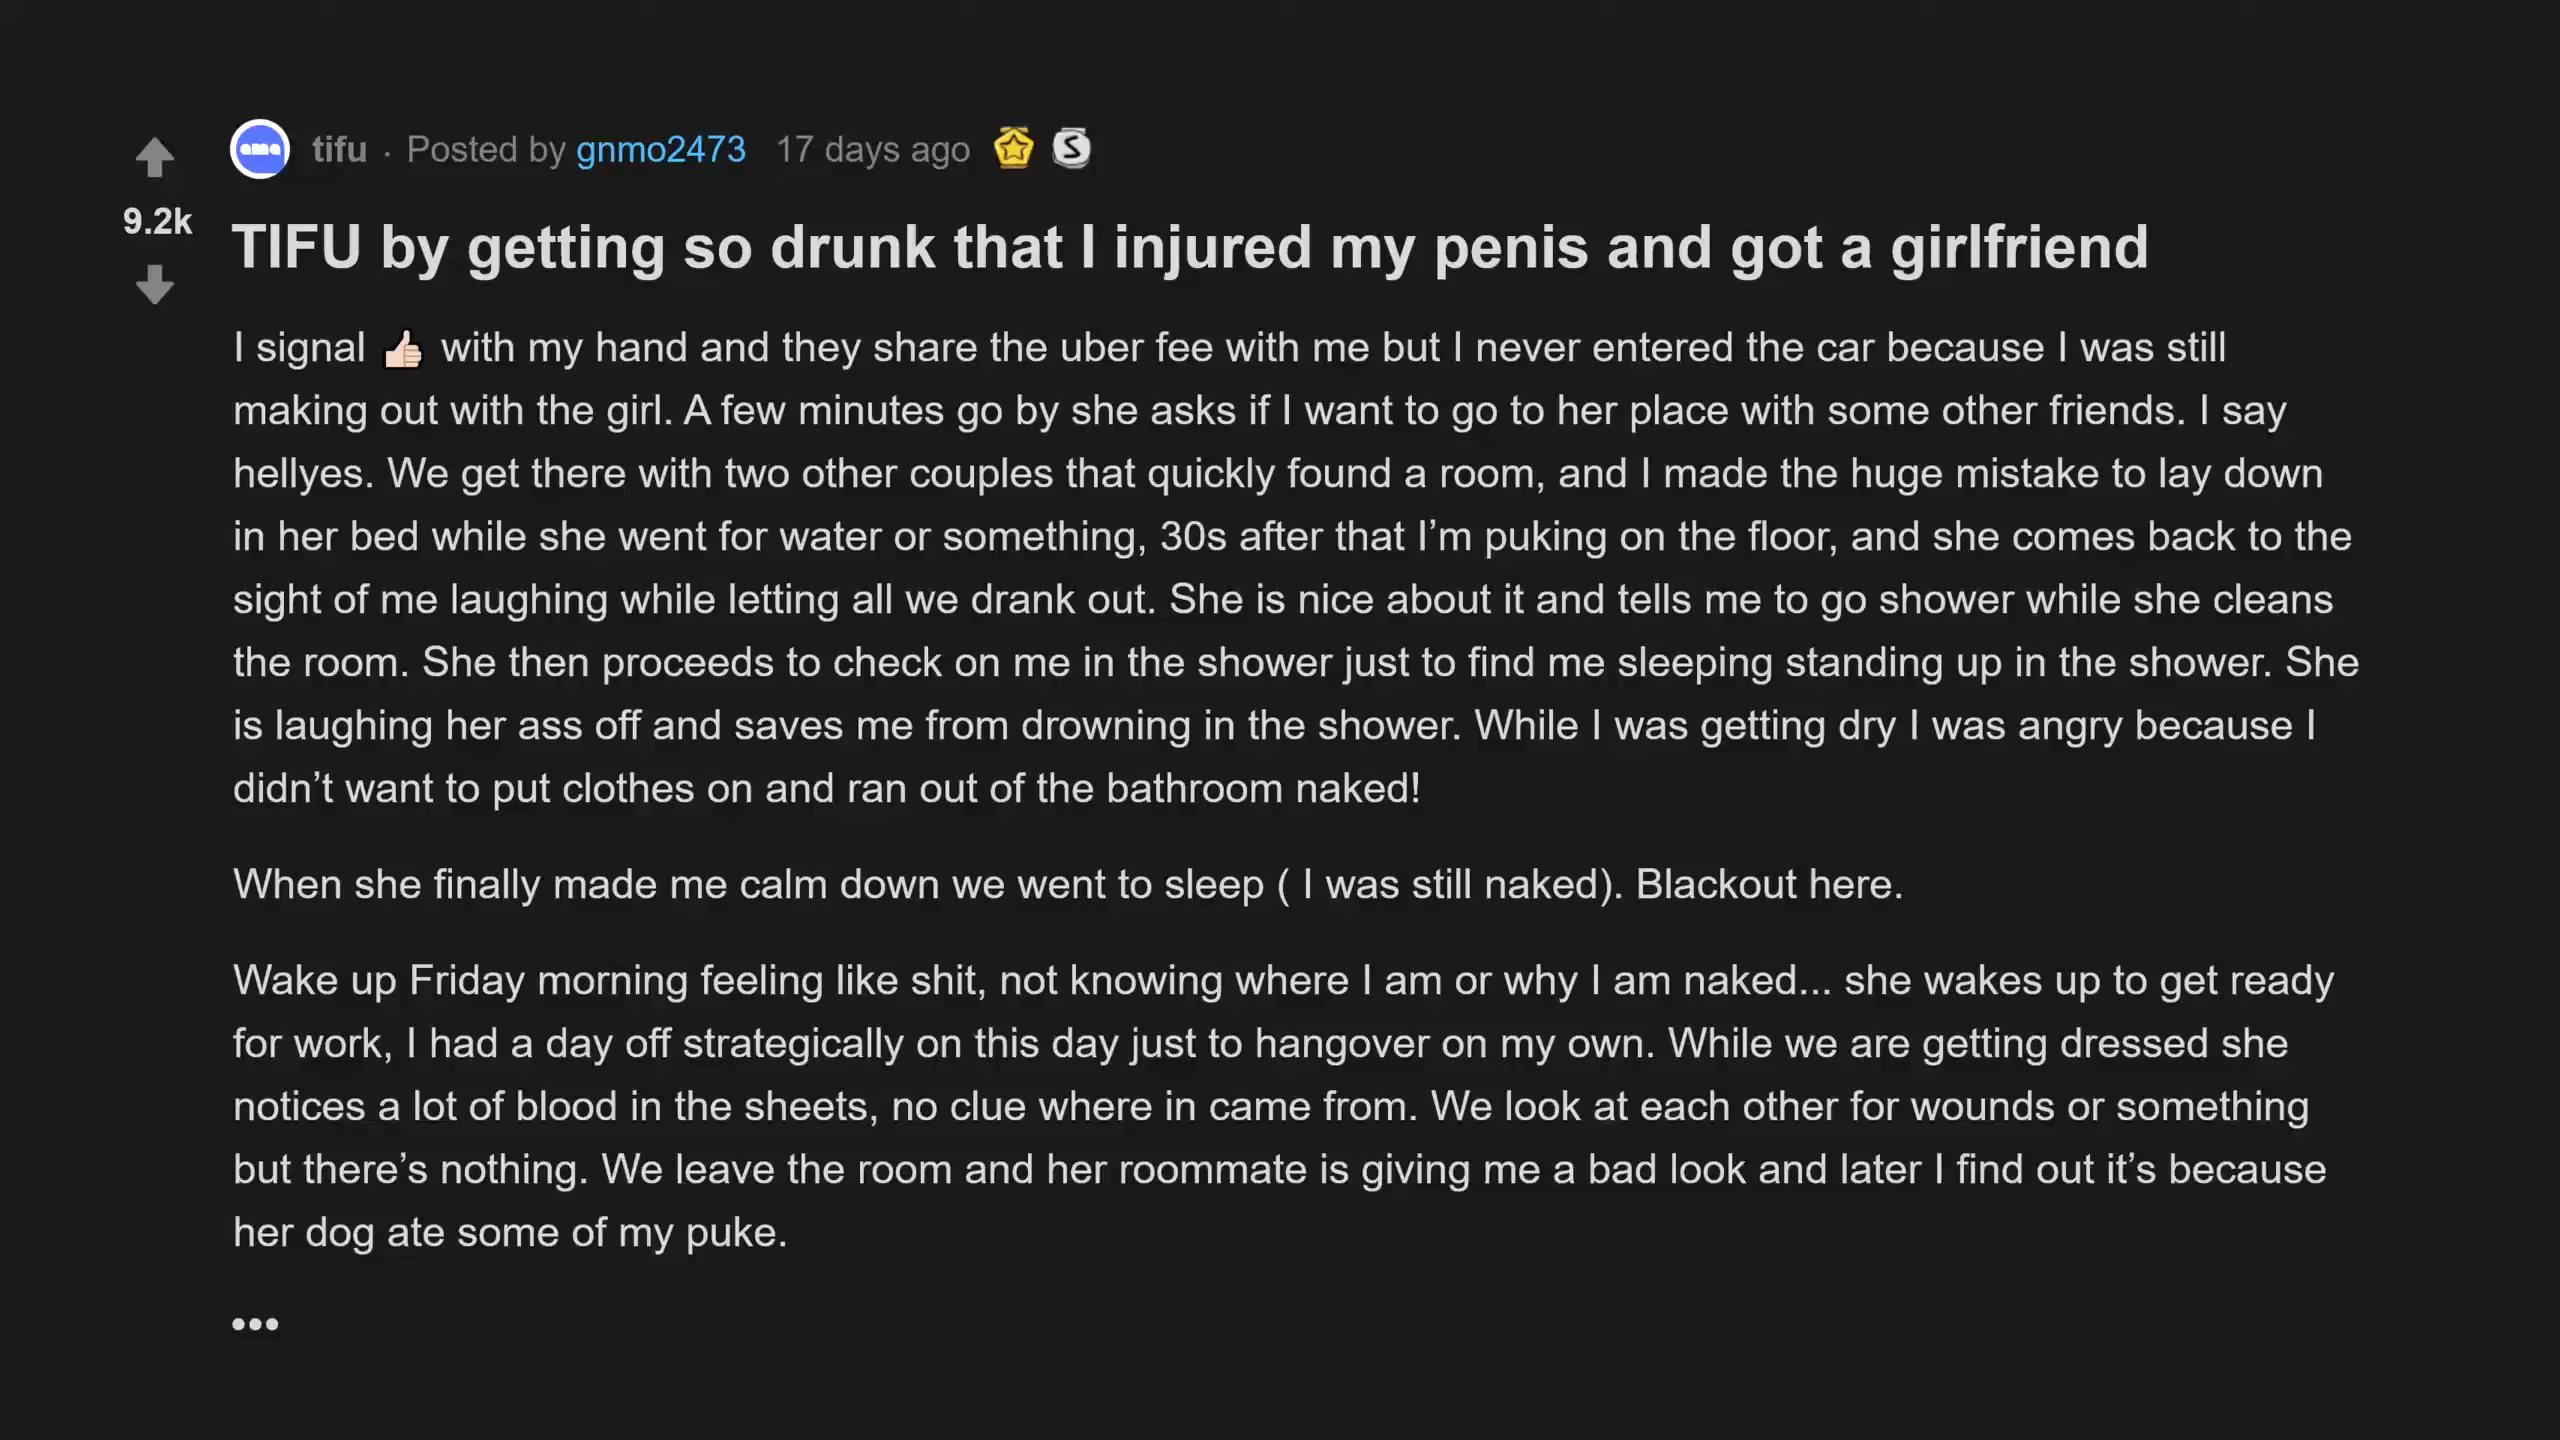 ama tifu · Posted by gnmo2473 17 days ago S
9.2k
TIFU by getting so drunk that I injured my penis and got a girlfriend
I signal 👍🏻 with my hand and they share the uber fee with me but I never entered the car because I was still
making out with the girl. A few minutes go by she asks if I want to go to her place with some other friends. I say
hellyes. We get there with two other couples that quickly found a room, and I made the huge mistake to lay down
in her bed while she went for water or something, 30s after that I’m puking on the floor, and she comes back to the
sight of me laughing while letting all we drank out. She is nice about it and tells me to go shower while she cleans
the room. She then proceeds to check on me in the shower just to find me sleeping standing up in the shower. She
is laughing her ass off and saves me from drowning in the shower. While I was getting dry I was angry because I
didn’t want to put clothes on and ran out of the bathroom naked!
When she finally made me calm down we went to sleep ( I was still naked). Blackout here.
Wake up Friday morning feeling like shit, not knowing where I am or why I am naked... she wakes up to get ready
for work, I had a day off strategically on this day just to hangover on my own. While we are getting dressed she
notices a lot of blood in the sheets, no clue where in came from. We look at each other for wounds or something
but there’s nothing. We leave the room and her roommate is giving me a bad look and later I find out it’s because
her dog ate some of my puke.
•••